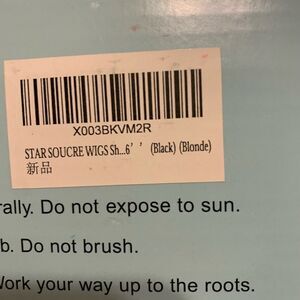 X003BKVM2R
STAR SOUCRE WIGS Sh...6’’ (Black) (Blonde)
新品
rally. Do not expose to sun.
b. Do not brush.
Work your way up to the roots.